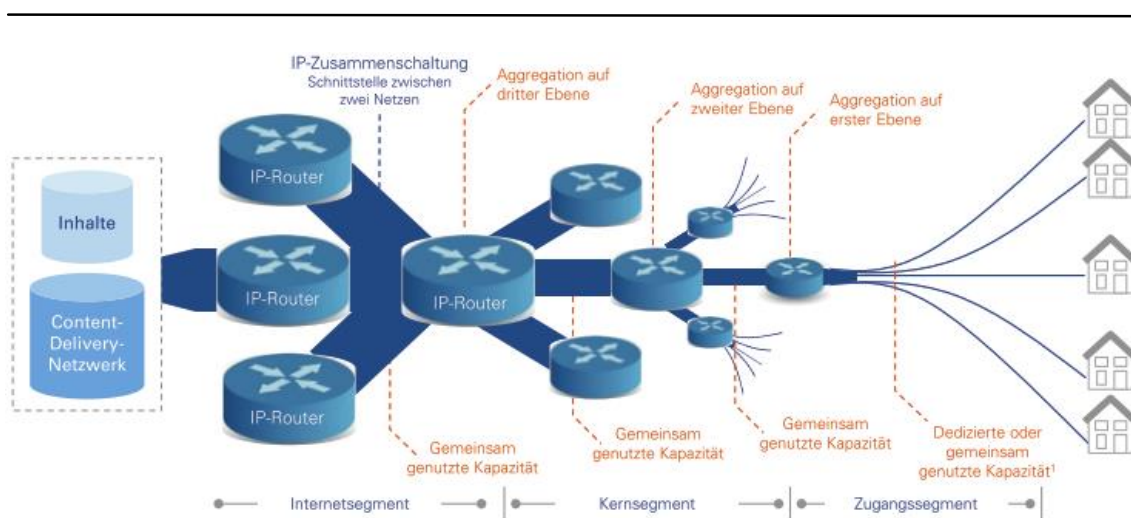 IP-Zusammenschaltung
Schnittstelle zwischen
zwei Netzen
Aggregation auf
dritter Ebene
Aggregation auf
zweiter Ebene
Aggregation auf
erster Ebene
Inhalte
Content-
Delivery-
Netzwerk
IP-Router
IP-Router
IP-Router
IP-Router
Gemeinsam
genutzte Kapazität
Gemeinsam
genutzte Kapazität
Gemeinsam
genutzte Kapazität
Dedizierte oder
gemeinsam
genutzte Kapazität¹
Internetsegment
Kernsegment
Zugangssegment